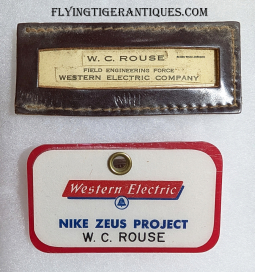 FLYINGTIGERANTIQUES.COM
W. C. ROUSE
FIELD ENGINEERING FORCE
WESTERN ELECTRIC COMPANY
Western Electric
NIKE ZEUS PROJECT
W. C. ROUSE